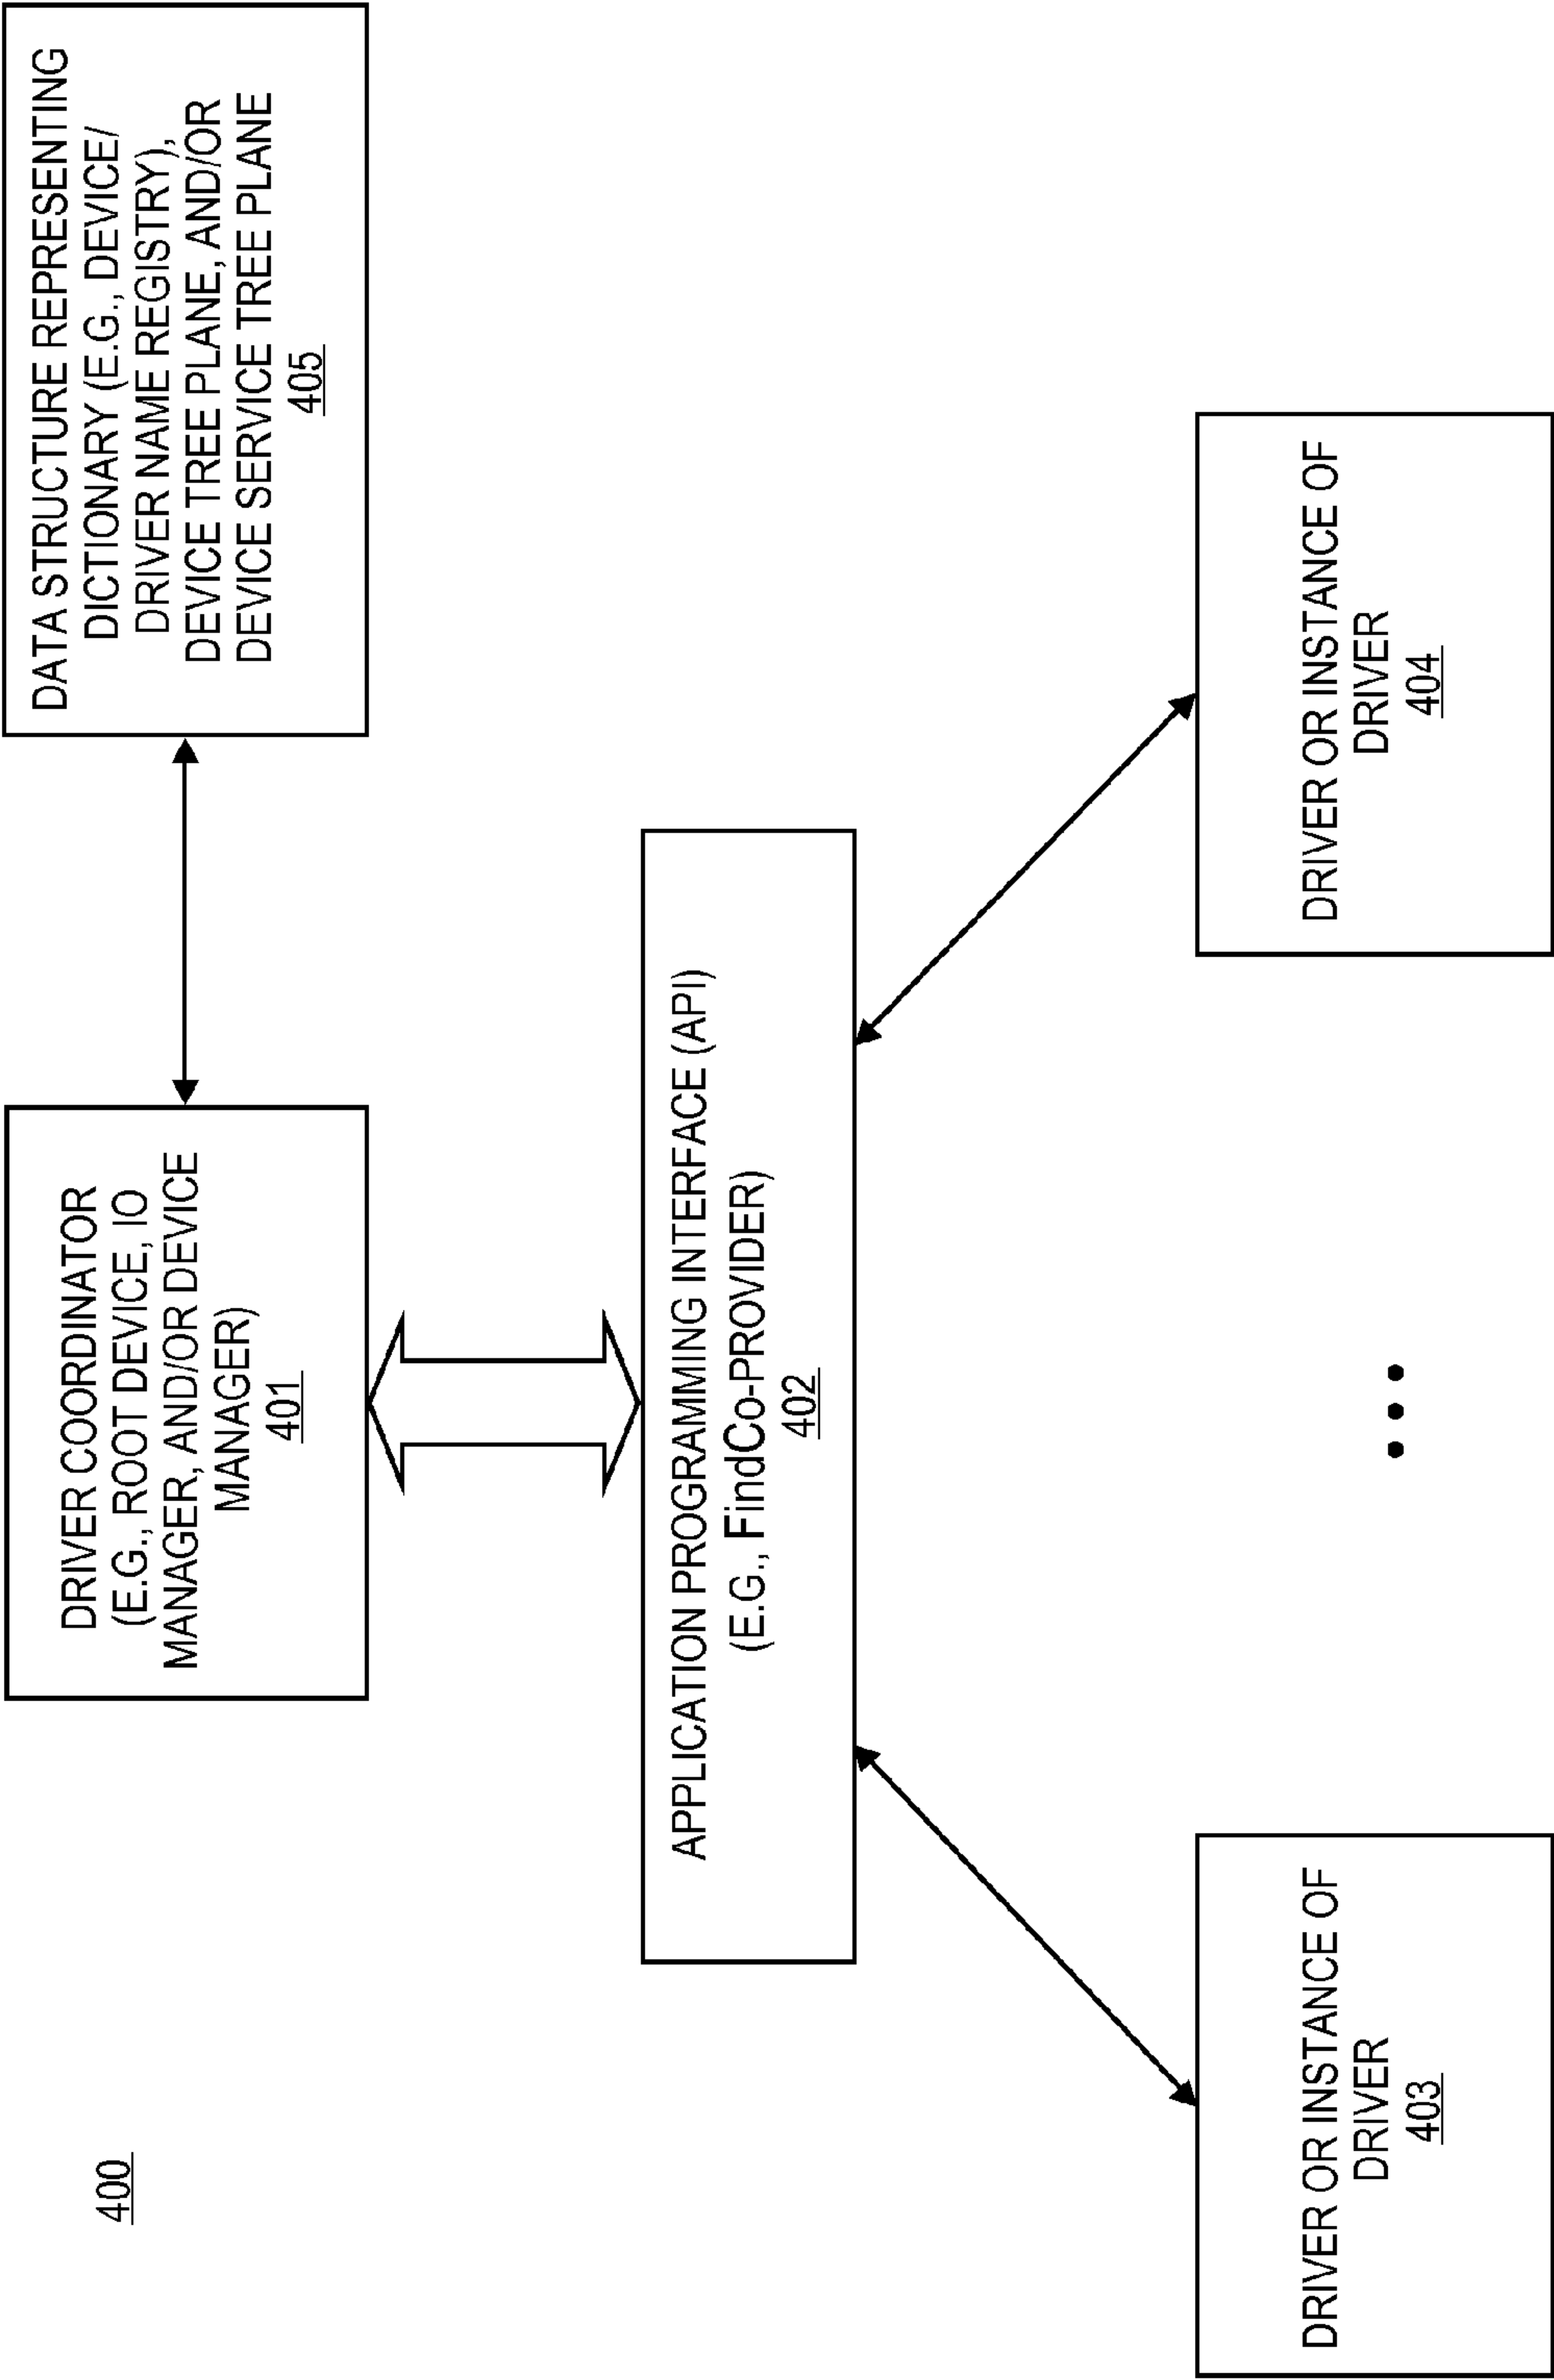 400
DRIVER COORDINATOR
(E.G., ROOT DEVICE, IO
MANAGER, AND/OR DEVICE
MANAGER)
401
DATA STRUCTURE REPRESENTING
DICTIONARY (E.G., DEVICE/
DRIVER NAME REGISTRY),
DEVICE TREE PLANE, AND/OR
DEVICE SERVICE TREE PLANE
405
APPLICATION PROGRAMING INTERFACE (API)
(E.G., FindCo-PROVIDER)
402
DRIVER OR INSTANCE OF
DRIVER
403
DRIVER OR INSTANCE OF
DRIVER
404